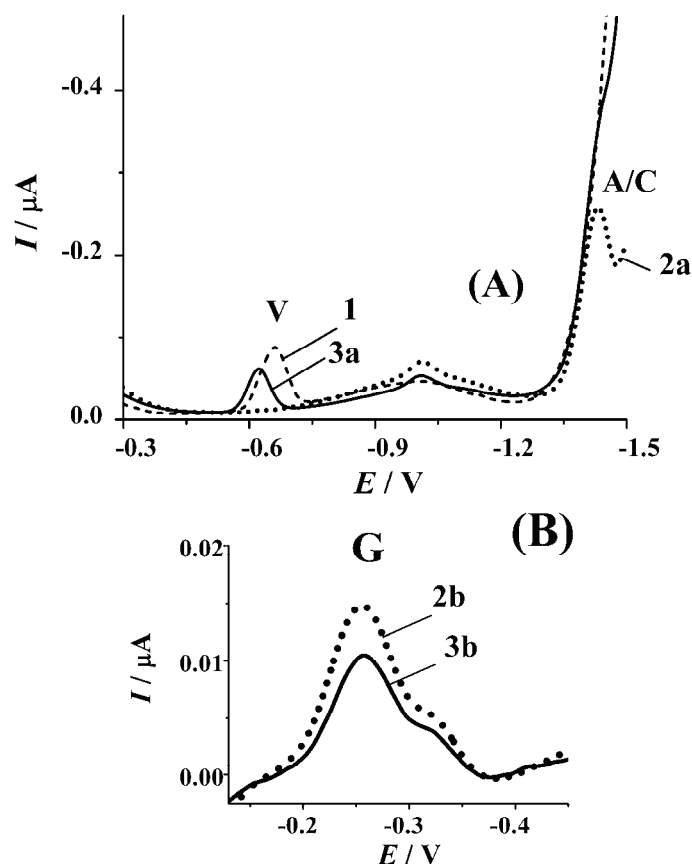 -0.4
-0.2
0.0
I / μA
V
1
3a
(A)
A/C
2a
-0.3
-0.6
-0.9
-1.2
-1.5
E / V
(B)
G
0.02
0.01
0.00
I / μA
2b
3b
-0.2
-0.3
-0.4
E / V